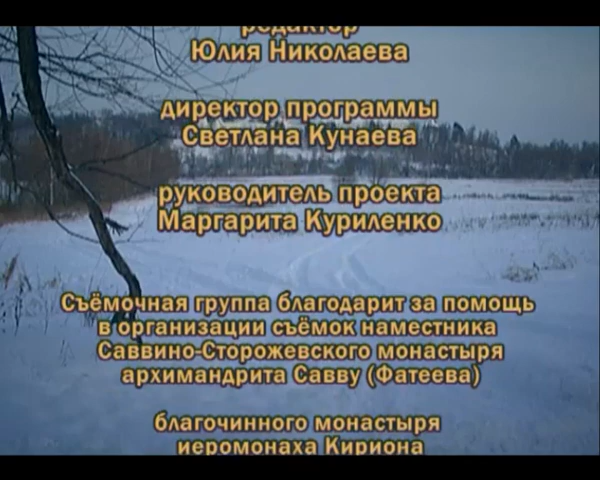 редактор
Юлия Николаева
директор программы
Светлана Кунаева
руководитель проекта
Маргарита Куриленко
Съёмочная группа благодарит за помощь
в организации съёмок наместника
Саввино-Сторожевского монастыря
архимандрита Савву (Фатеева)
благочинного монастыря
иеромонаха Кириона